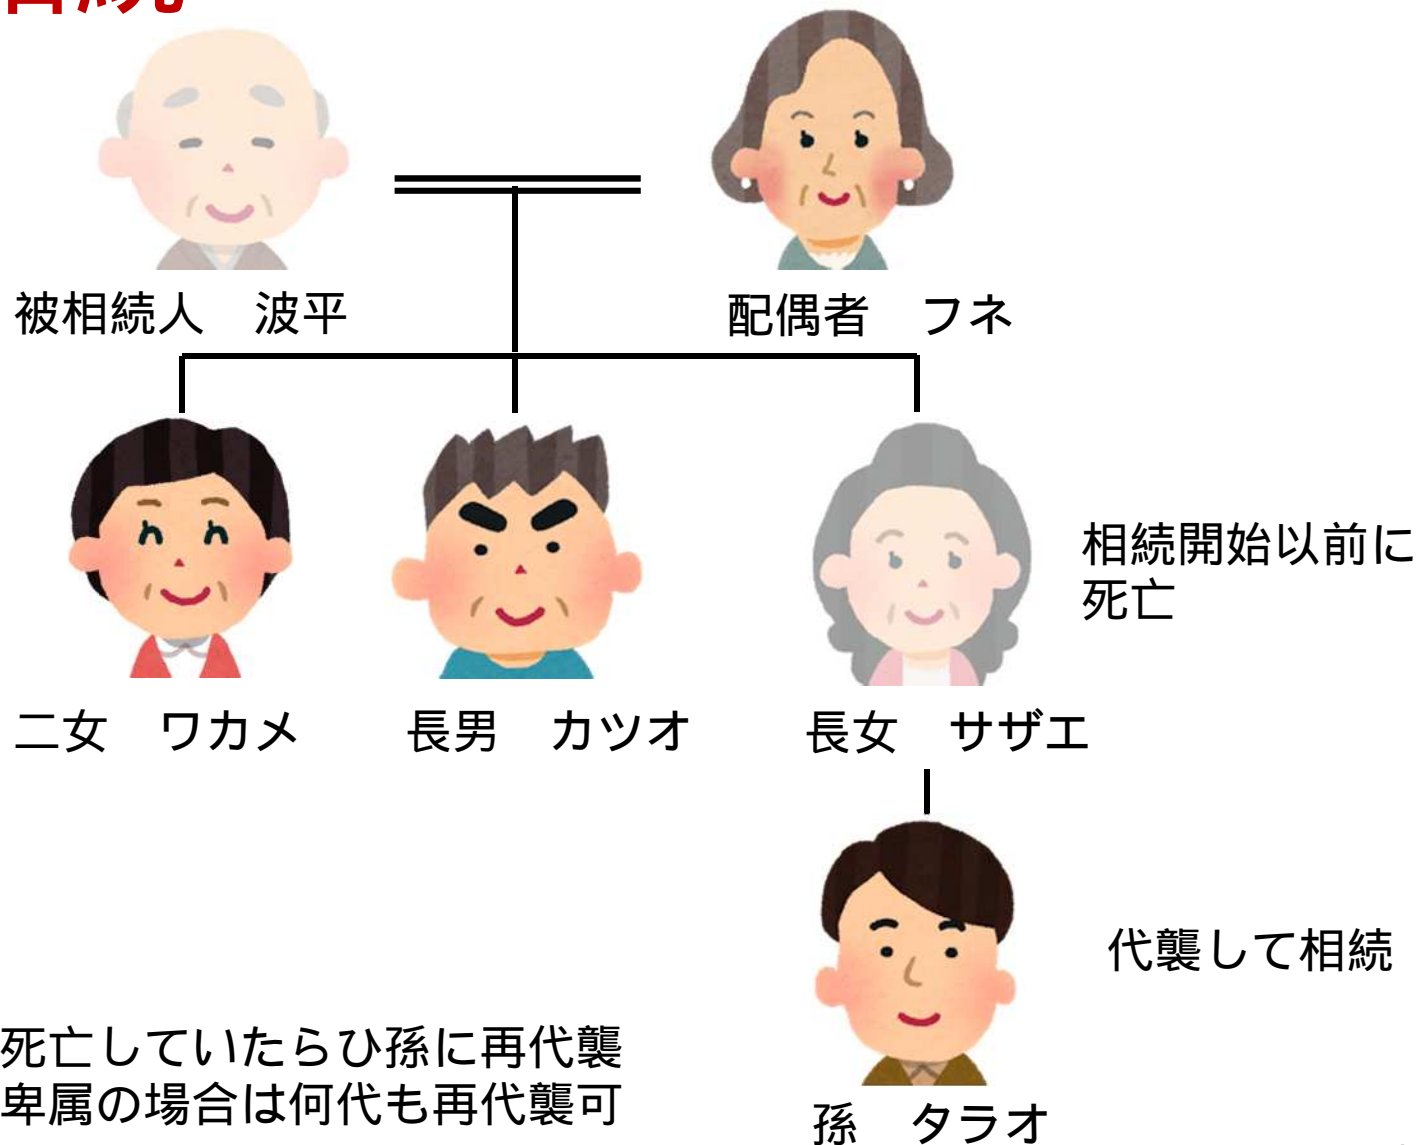 被相続人　波平
配偶者　フネ
相続開始以前に
死亡
二女　ワカメ
長男　カツオ
長女　サザエ
代襲して相続
死亡していたらひ孫に再代襲
卑属の場合は何代も再代襲可
孫　タラオ